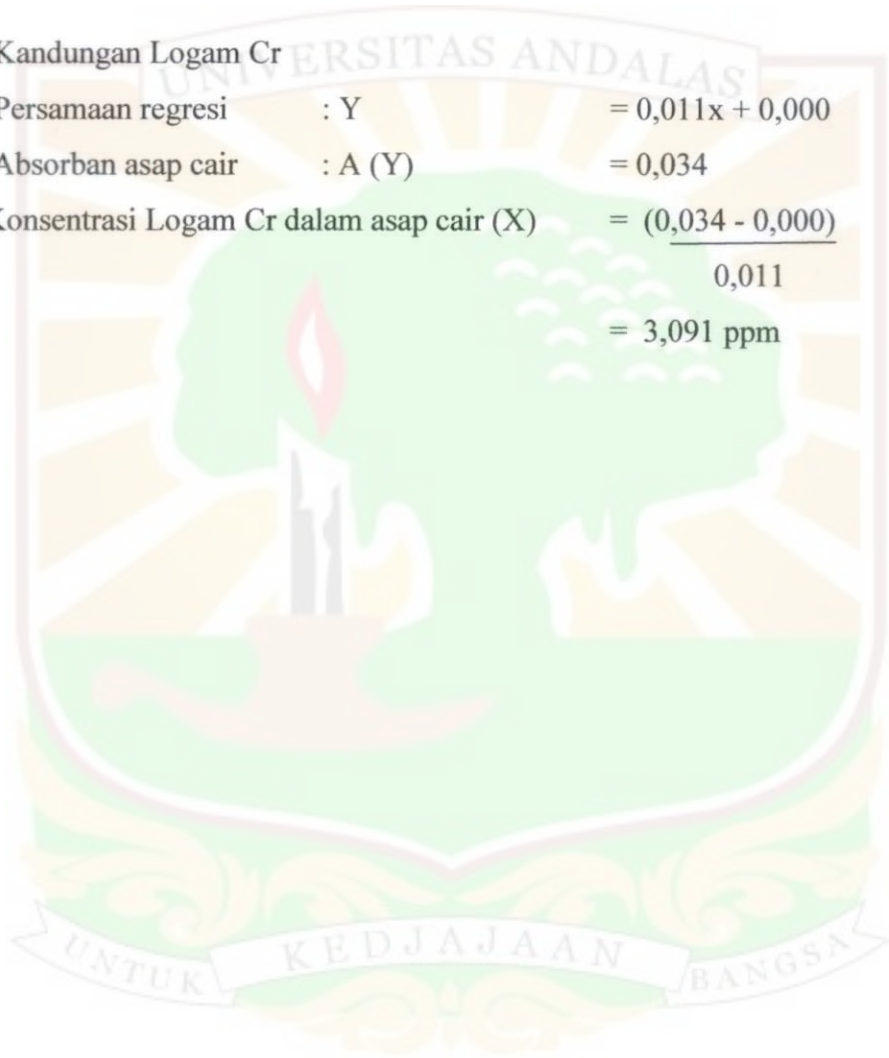 UNIVERSITAS ANDALAS
Kandungan Logam Cr
Persamaan regresi : Y = 0,011x + 0,000
Absorban asap cair : A (Y) = 0,034
Konsentrasi Logam Cr dalam asap cair (X) = (0,034 - 0,000)
0,011
= 3,091 ppm
UNTUK KEDJAJAAN BANGSA